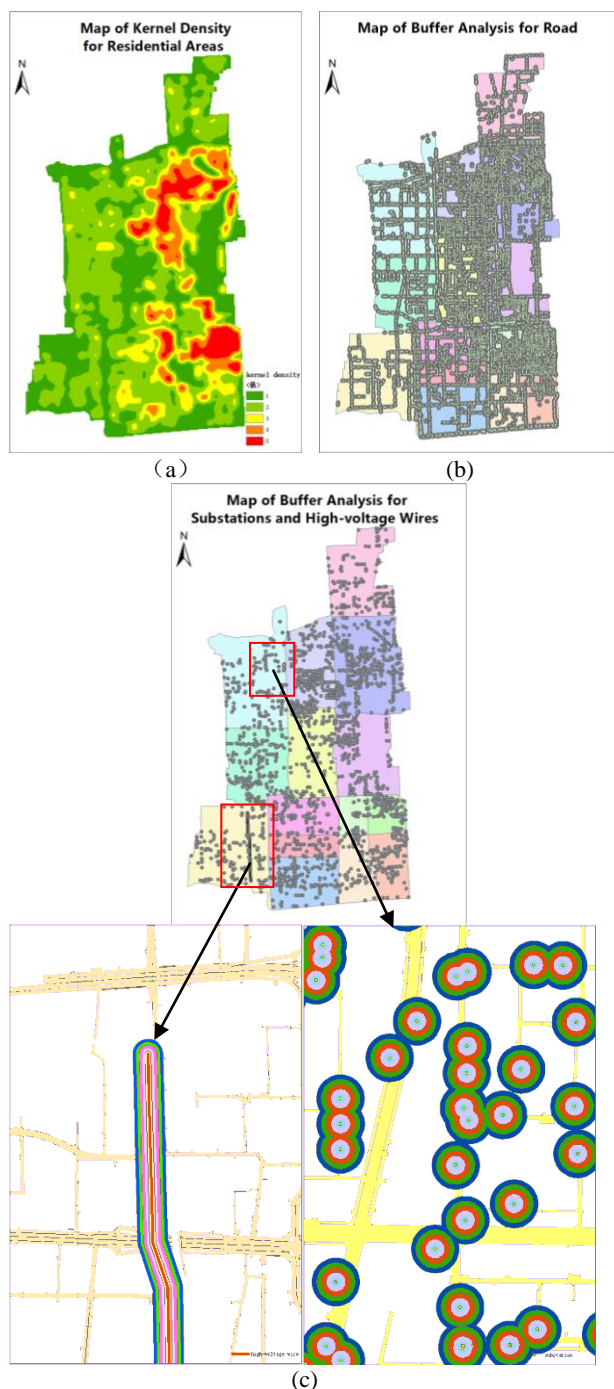 Map of Kernel Density
for Residential Areas
N
kernel density
<值>
1
2
3
4
5
（a）
Map of Buffer Analysis for Road
N
(b)
Map of Buffer Analysis for
Substations and High-voltage Wires
N
high-voltage wire
substation
(c)